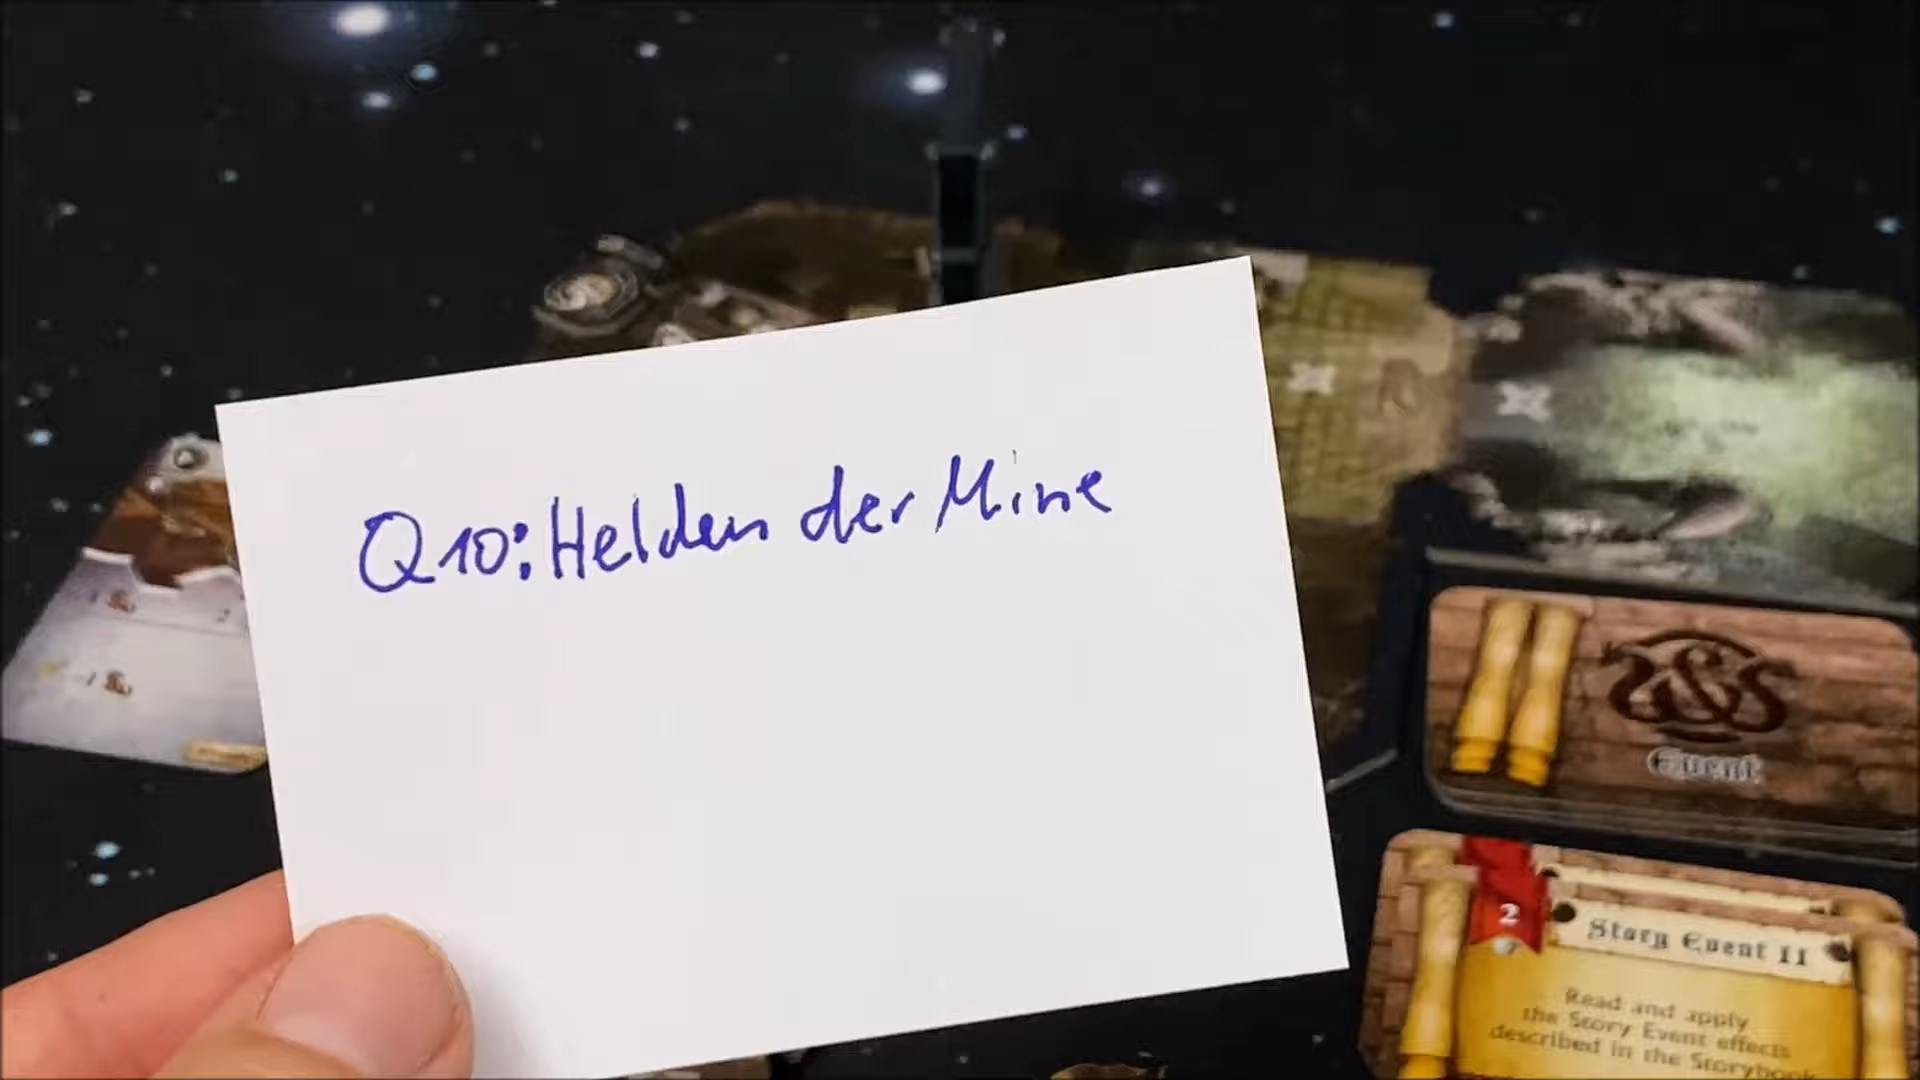 Q10: Helden der Mine
Event
2
Story Event II
Read and apply
the Story Event effects
described in the Storybook